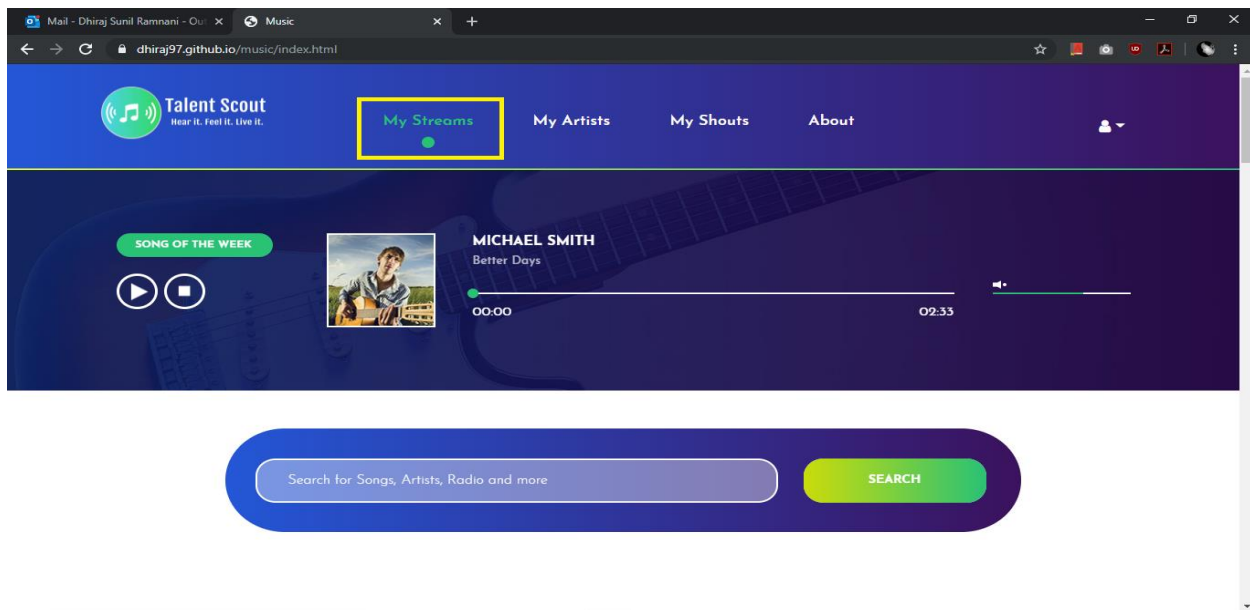 Mail - Dhiraj Sunil Ramnani - Ou
Music
dhiraj97.github.io/music/index.html
Talent Scout
Hear it. Feel it. Live it.
My Streams
My Artists
My Shouts
About
SONG OF THE WEEK
MICHAEL SMITH
Better Days
00:00
02:33
Search for Songs, Artists, Radio and more
SEARCH